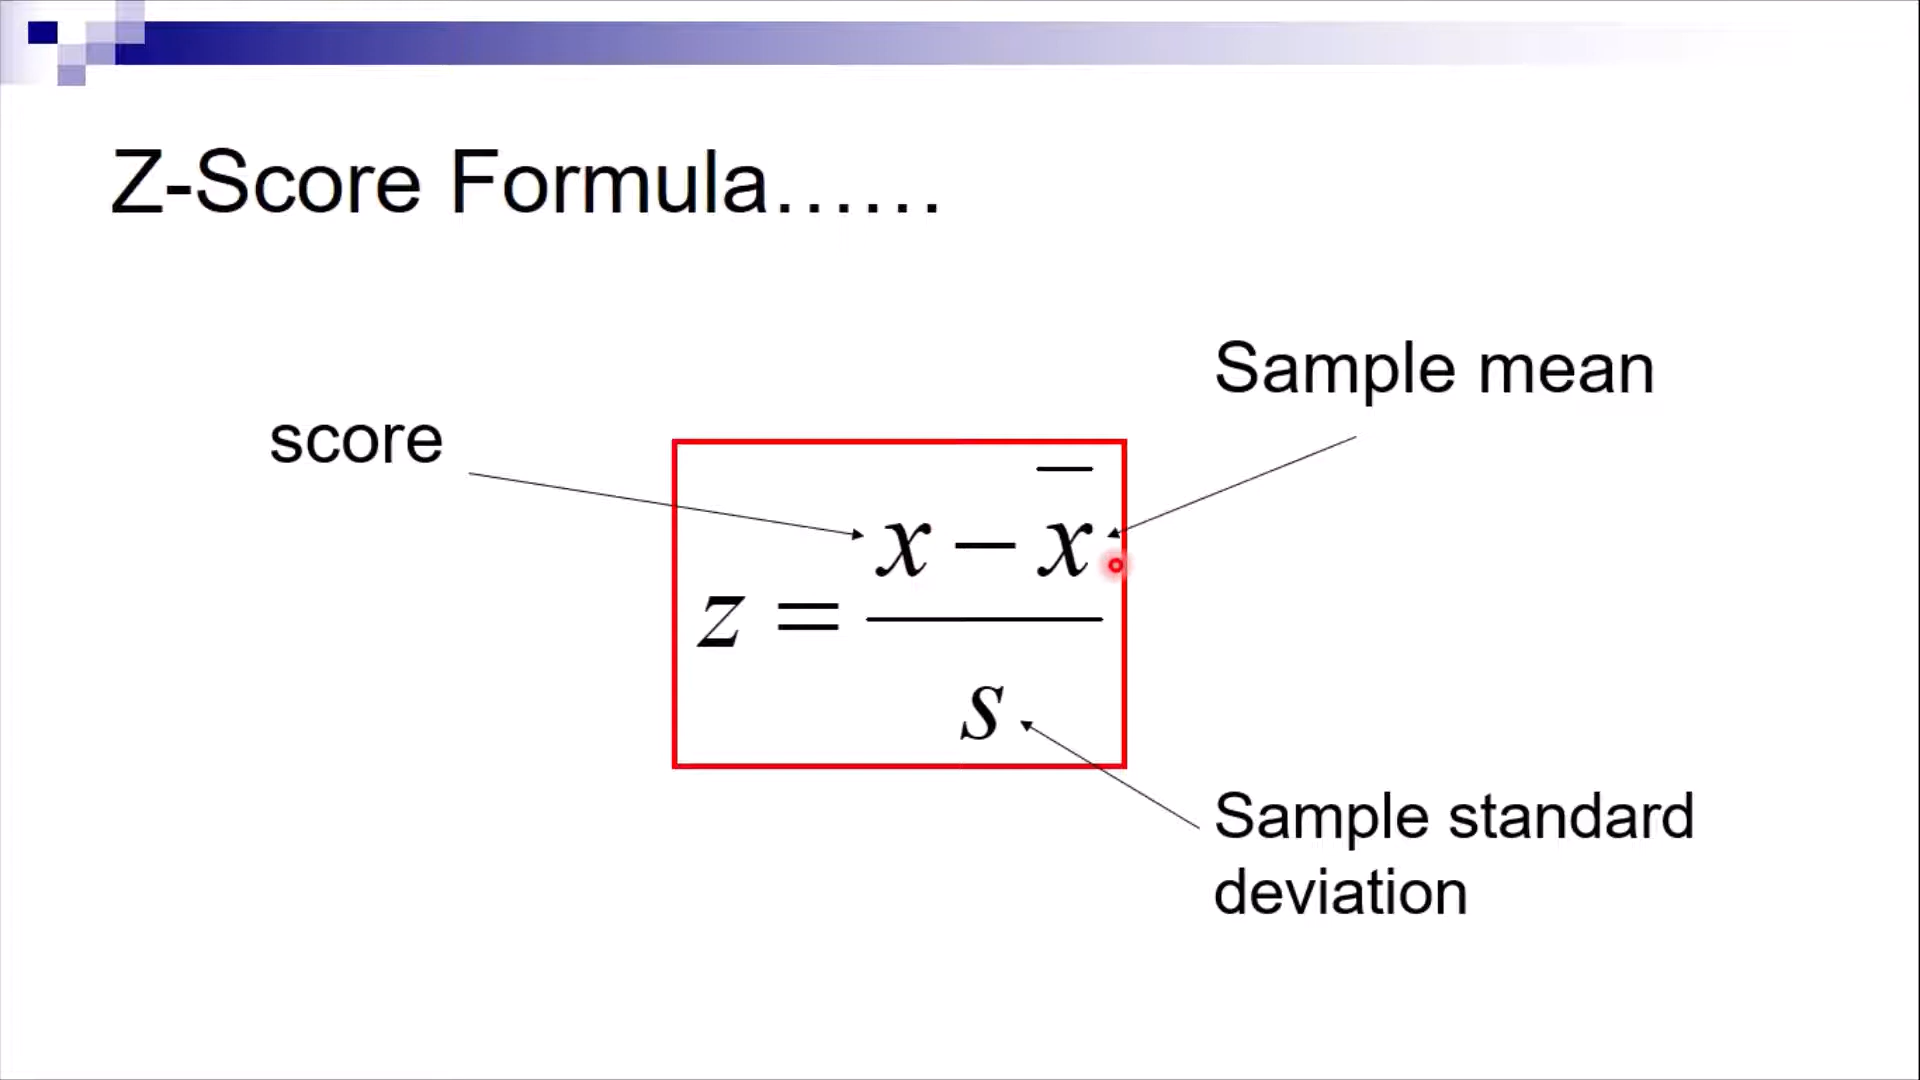 Z-Score Formula……
Sample mean
score
z = (x − x̄) / s
Sample standard
deviation